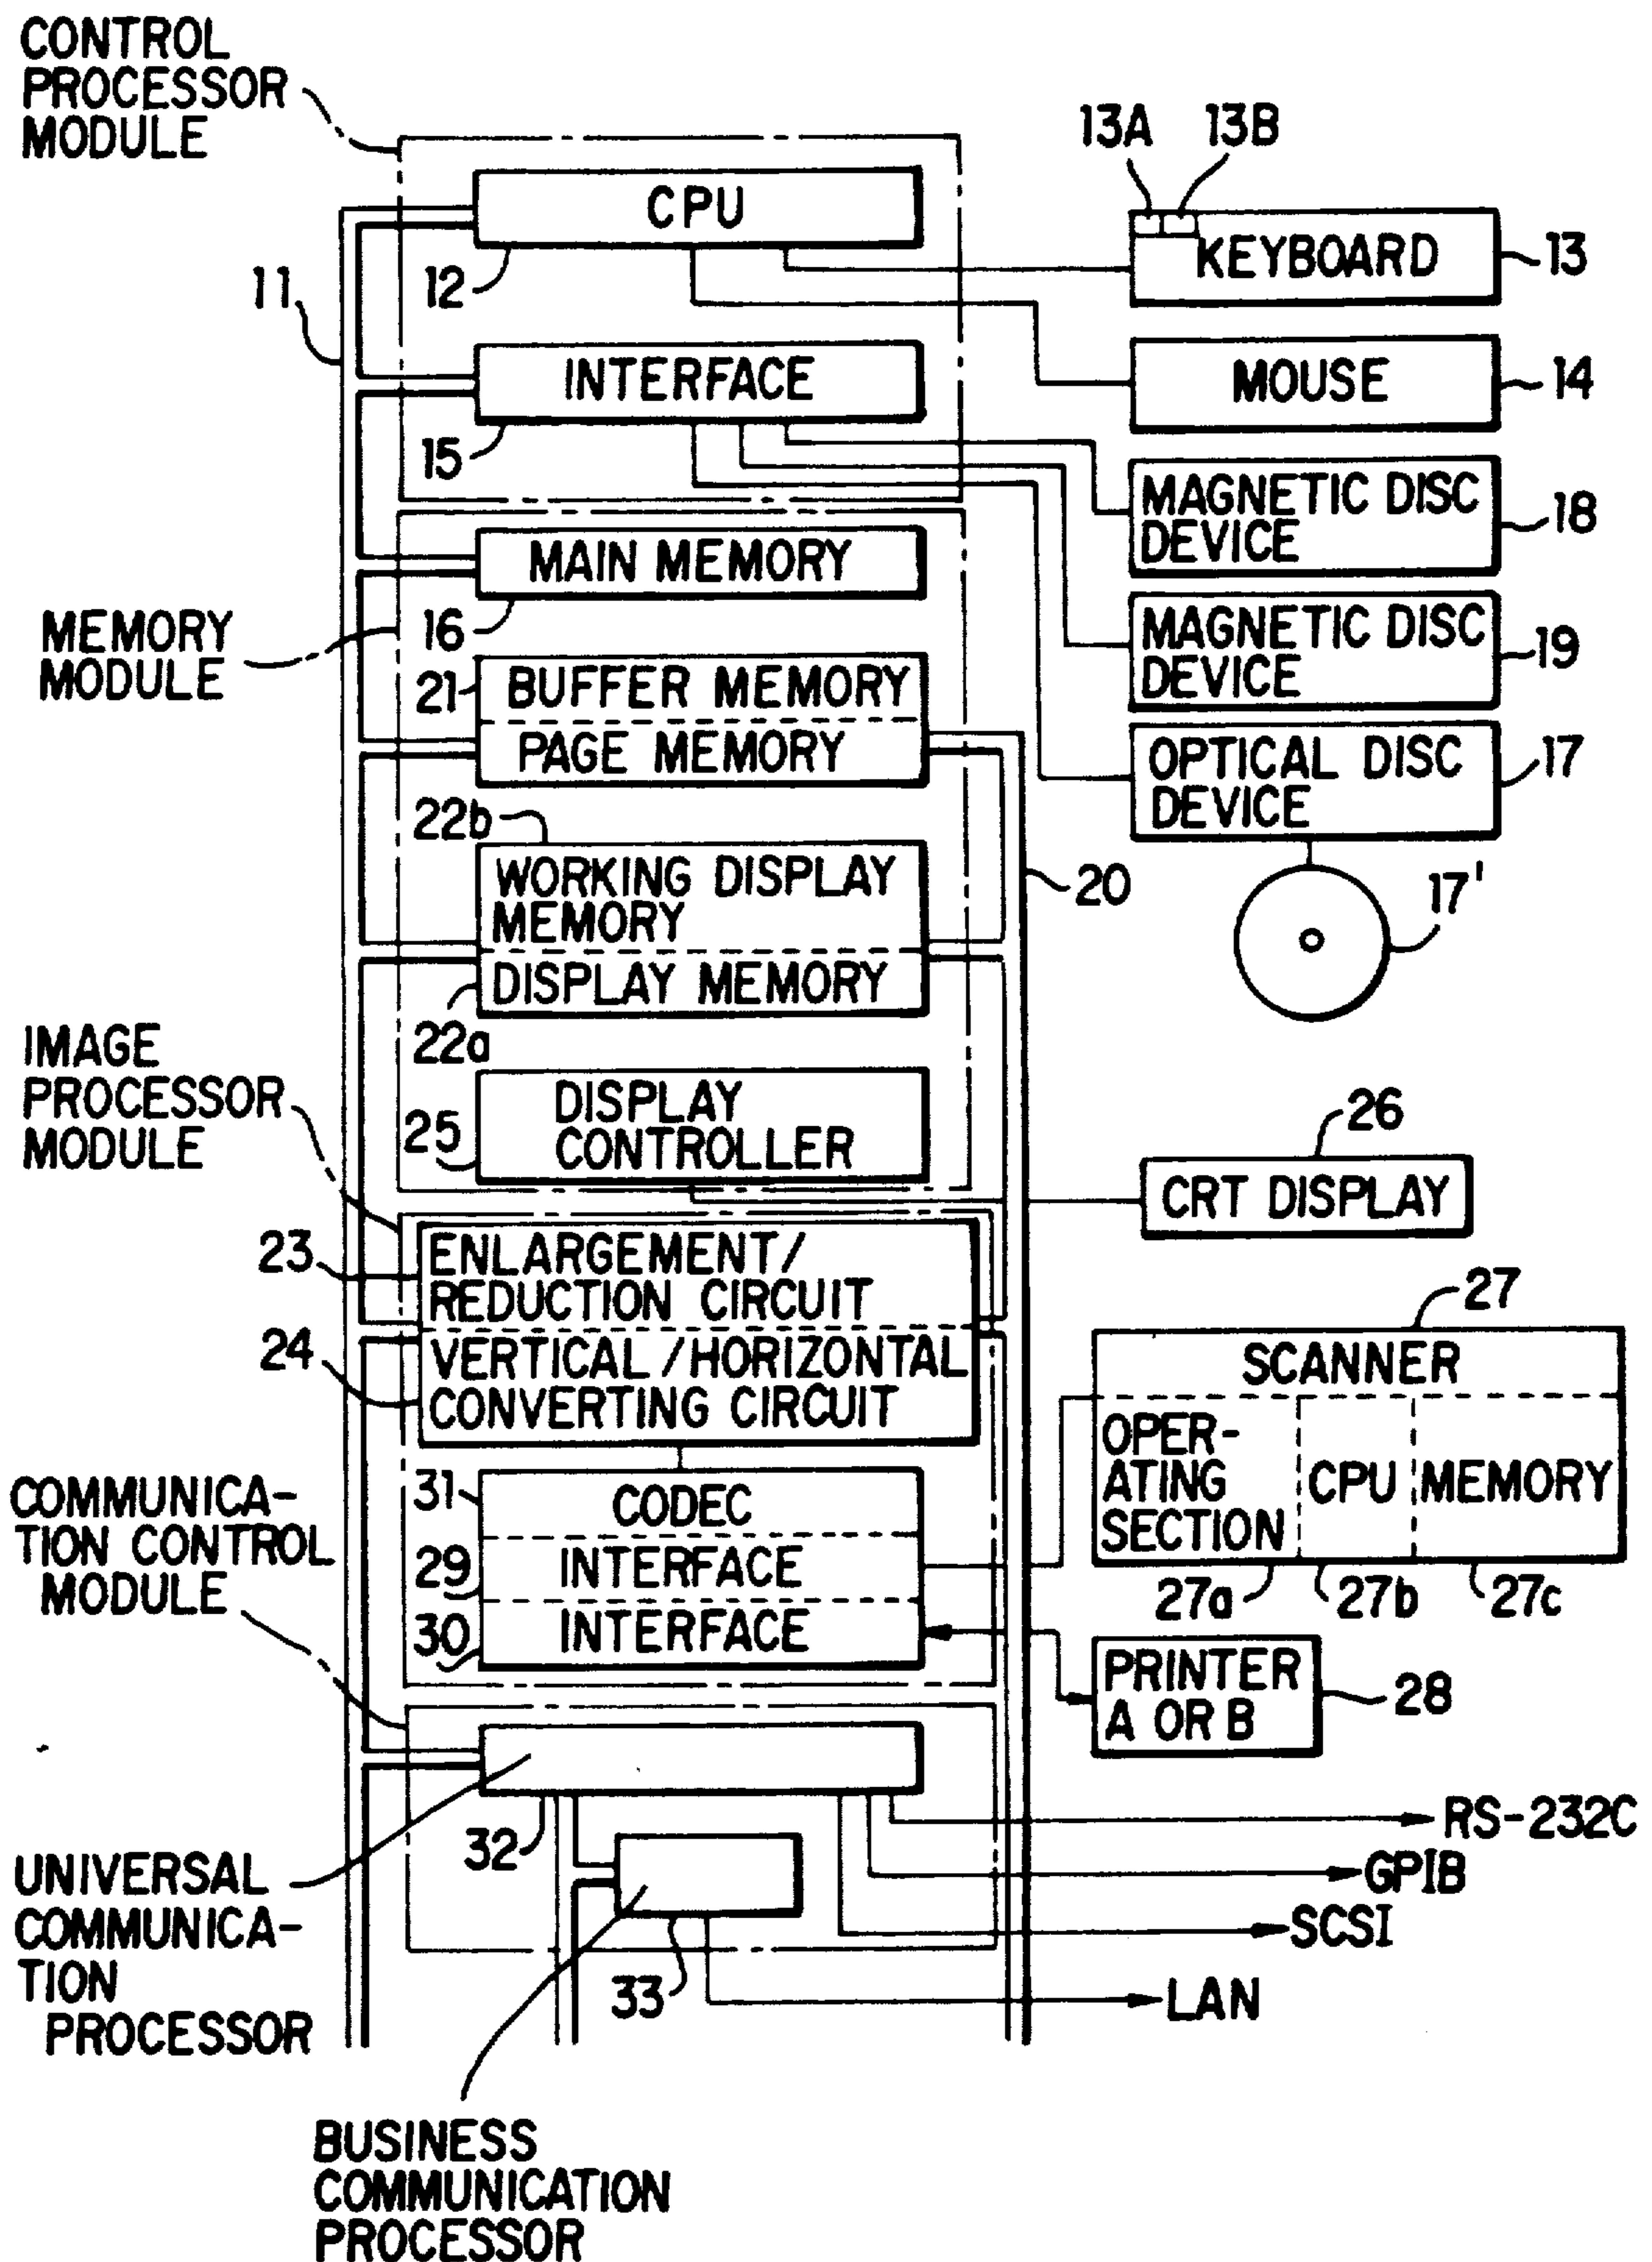 CONTROL
PROCESSOR
MODULE
13A
13B
CPU
KEYBOARD
13
11
12
INTERFACE
MOUSE
14
15
MAGNETIC DISC
DEVICE
18
MAIN MEMORY
MEMORY
MODULE
16
MAGNETIC DISC
DEVICE
19
21
BUFFER MEMORY
PAGE MEMORY
OPTICAL DISC
DEVICE
17
22b
WORKING DISPLAY
MEMORY
20
17'
DISPLAY MEMORY
22a
IMAGE
PROCESSOR
MODULE
25
DISPLAY
CONTROLLER
26
CRT DISPLAY
23
ENLARGEMENT/
REDUCTION CIRCUIT
27
24
VERTICAL/HORIZONTAL
CONVERTING CIRCUIT
SCANNER
OPER-
ATING
SECTION
CPU
MEMORY
COMMUNICA-
TION CONTROL
MODULE
31
CODEC
29
INTERFACE
27a
27b
27c
30
INTERFACE
PRINTER
A OR B
28
32
RS-232C
GPIB
SCSI
UNIVERSAL
COMMUNICA-
TION
PROCESSOR
33
LAN
BUSINESS
COMMUNICATION
PROCESSOR